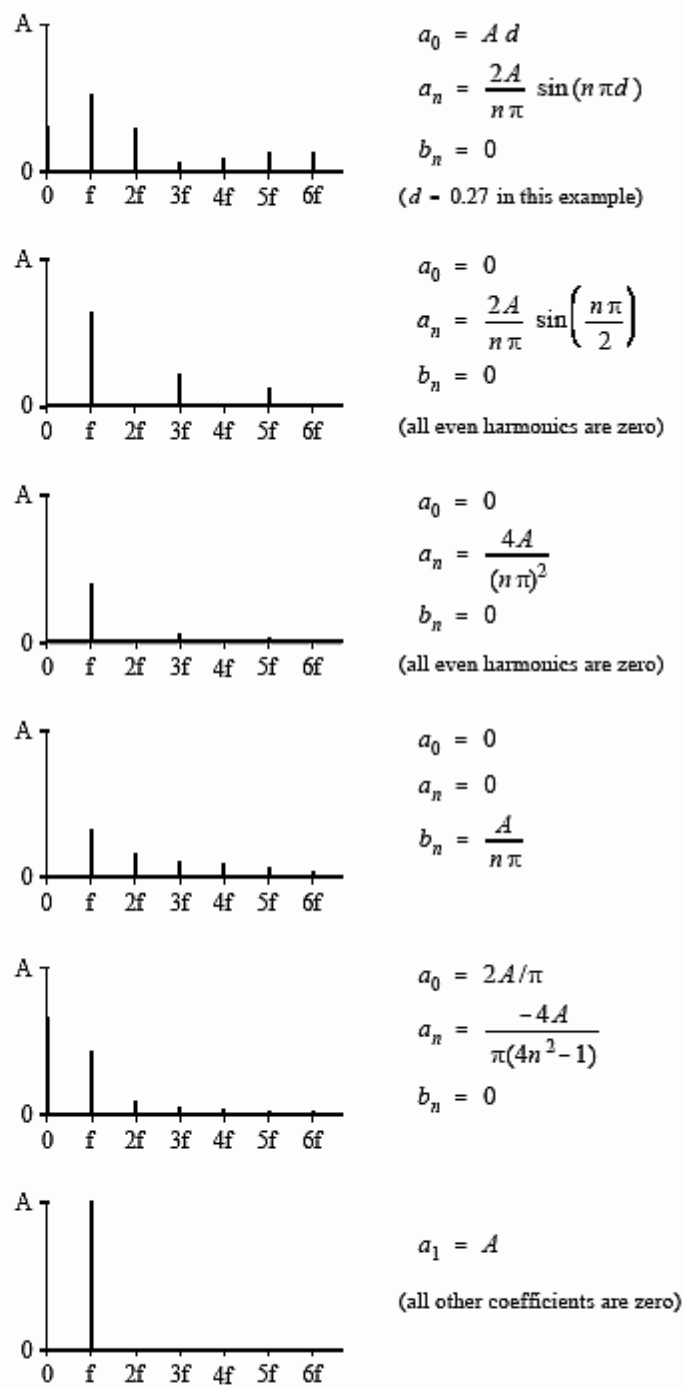 A
0
0 f 2f 3f 4f 5f 6f
a₀ = A d
aₙ = 2A/nπ sin(nπd)
bₙ = 0
(d = 0.27 in this example)
A
0
0 f 2f 3f 4f 5f 6f
a₀ = 0
aₙ = 2A/nπ sin(nπ/2)
bₙ = 0
(all even harmonics are zero)
A
0
0 f 2f 3f 4f 5f 6f
a₀ = 0
aₙ = 4A/(nπ)²
bₙ = 0
(all even harmonics are zero)
A
0
0 f 2f 3f 4f 5f 6f
a₀ = 0
aₙ = 0
bₙ = A/nπ
A
0
0 f 2f 3f 4f 5f 6f
a₀ = 2A/π
aₙ = -4A/π(4n²-1)
bₙ = 0
A
0
0 f 2f 3f 4f 5f 6f
a₁ = A
(all other coefficients are zero)